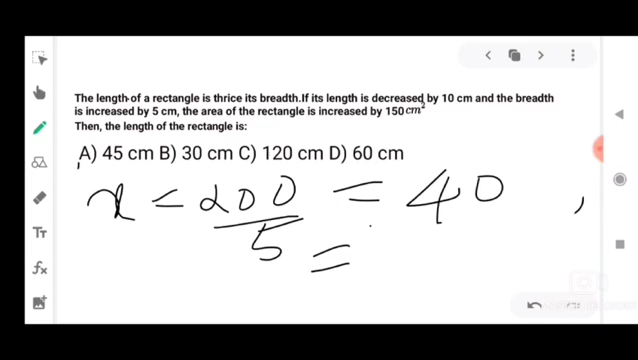 The length of a rectangle is thrice its breadth.If its length is decreased by 10 cm and the breadth
is increased by 5 cm, the area of the rectangle is increased by 150 cm²
Then, the length of the rectangle is:
A) 45 cm B) 30 cm C) 120 cm D) 60 cm
x = 200/5 = 40 ,
=
Tт
fx